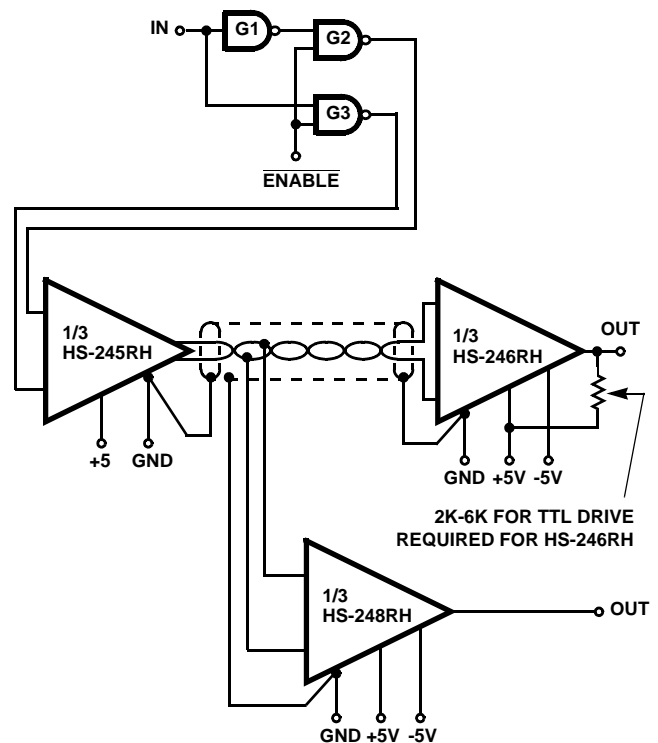 IN
G1
G2
G3
ENABLE
1/3
HS-245RH
+5
GND
1/3
HS-246RH
OUT
GND +5V -5V
2K-6K FOR TTL DRIVE
REQUIRED FOR HS-246RH
1/3
HS-248RH
OUT
GND +5V -5V